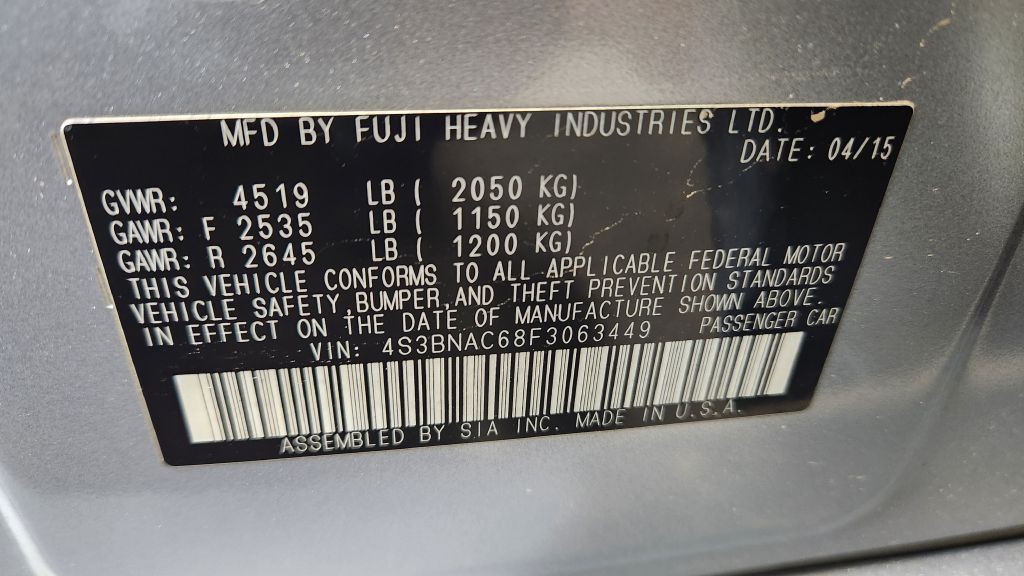 MFD BY FUJI HEAVY INDUSTRIES LTD.
DATE: 04/15
GVWR: 4519 LB ( 2050 KG)
GAWR: F 2535 LB ( 1150 KG)
GAWR: R 2645 LB ( 1200 KG)
THIS VEHICLE CONFORMS TO ALL APPLICABLE FEDERAL MOTOR
VEHICLE SAFETY,BUMPER,AND THEFT PREVENTION STANDARDS
IN EFFECT ON THE DATE OF MANUFACTURE SHOWN ABOVE.
VIN: 4S3BNAC68F3063449 PASSENGER CAR
ASSEMBLED BY SIA INC. MADE IN U.S.A.